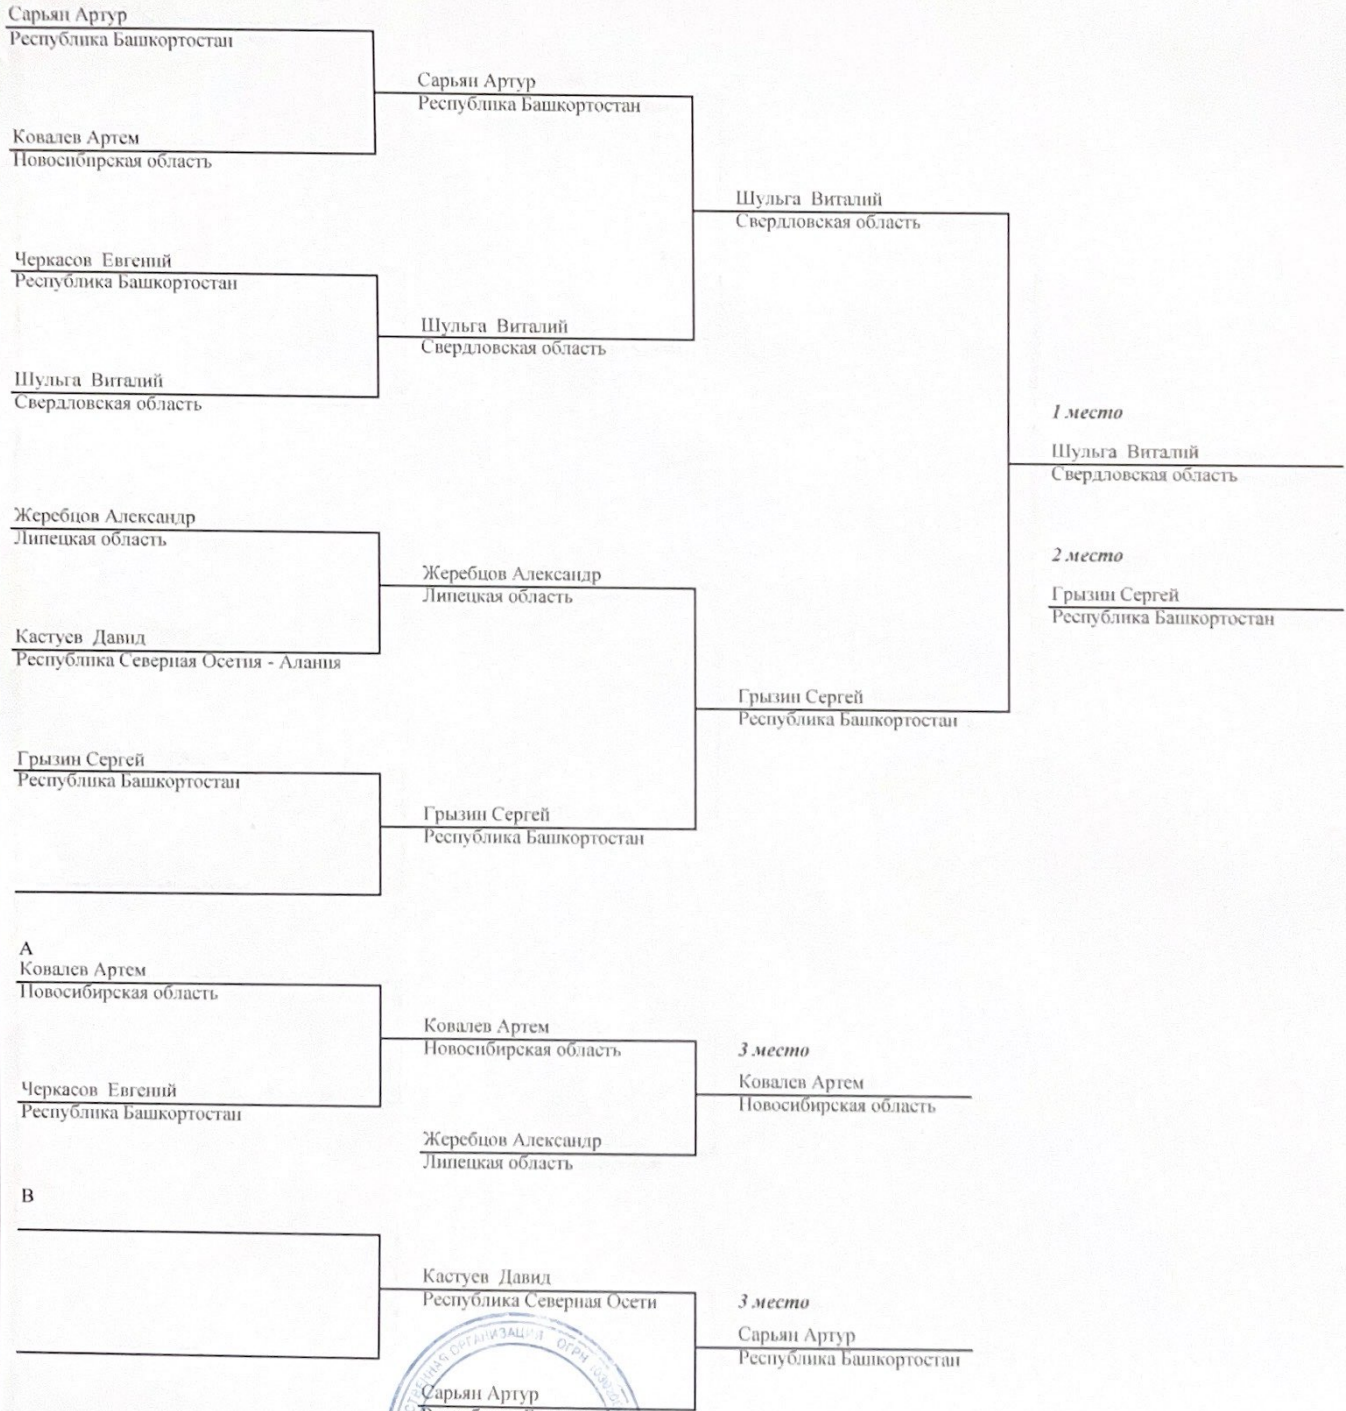 Сарьян Артур
Республика Башкортостан
Ковалев Артем
Новосибирская область
Черкасов Евгений
Республика Башкортостан
Шульга Виталий
Свердловская область
Жеребцов Александр
Липецкая область
Кастуев Давид
Республика Северная Осетия - Алания
Грызин Сергей
Республика Башкортостан
Сарьян Артур
Республика Башкортостан
Шульга Виталий
Свердловская область
Жеребцов Александр
Липецкая область
Грызин Сергей
Республика Башкортостан
Шульга Виталий
Свердловская область
Грызин Сергей
Республика Башкортостан
1 место
Шульга Виталий
Свердловская область
2 место
Грызин Сергей
Республика Башкортостан
А
Ковалев Артем
Новосибирская область
Черкасов Евгений
Республика Башкортостан
Ковалев Артем
Новосибирская область
Жеребцов Александр
Липецкая область
3 место
Ковалев Артем
Новосибирская область
В
Кастуев Давид
Республика Северная Осети
Сарьян Артур
3 место
Сарьян Артур
Республика Башкортостан
ОРГАНИЗАЦИЯ ОГРН